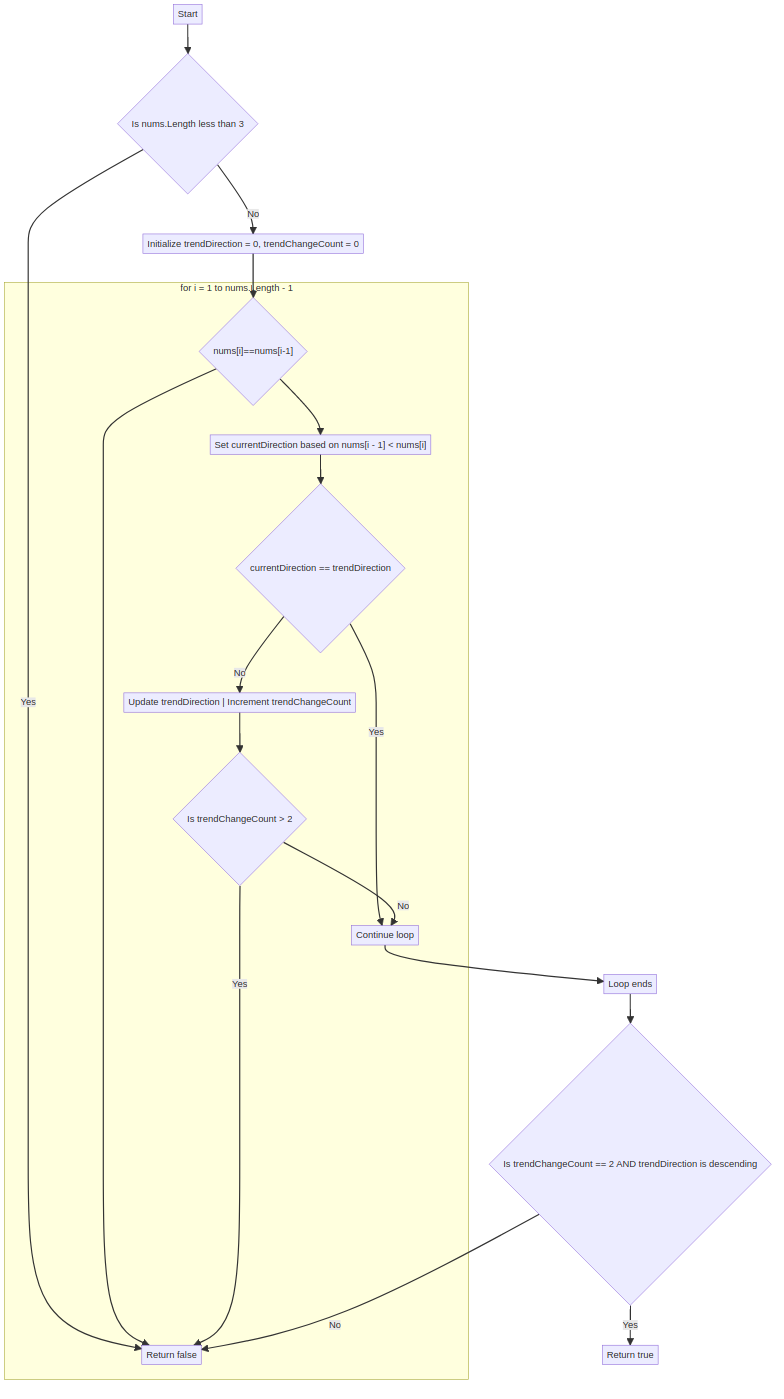 Start
Is nums.Length less than 3
No
Initialize trendDirection = 0, trendChangeCount = 0
for i = 1 to nums.Length - 1
nums[i]==nums[i-1]
Set currentDirection based on nums[i - 1] < nums[i]
currentDirection == trendDirection
No
Yes
Update trendDirection | Increment trendChangeCount
Yes
Is trendChangeCount > 2
No
Continue loop
Yes
Loop ends
Is trendChangeCount == 2 AND trendDirection is descending
No
Yes
Return false
Return true